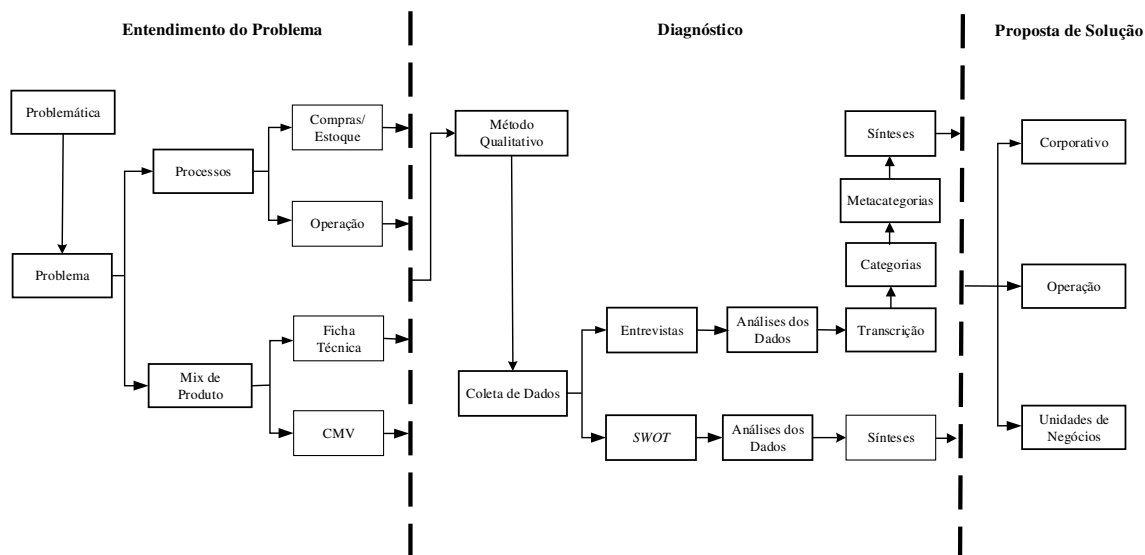 Entendimento do Problema
Diagnóstico
Proposta de Solução
Problemática
Problema
Processos
Mix de
Produto
Compras/
Estoque
Operação
Ficha
Técnica
CMV
Método
Qualitativo
Coleta de Dados
Entrevistas
Análises dos
Dados
Transcrição
Categorias
Metacategorias
Sínteses
SWOT
Análises dos
Dados
Sínteses
Corporativo
Operação
Unidades de
Negócios